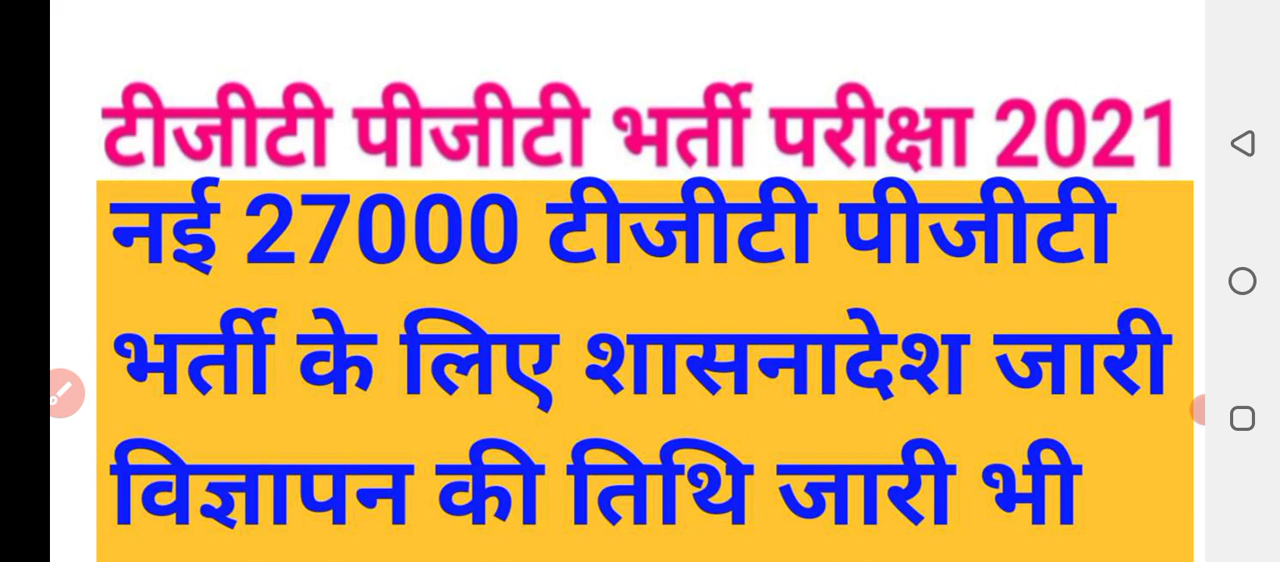 टीजीटी पीजीटी भर्ती परीक्षा 2021
नई 27000 टीजीटी पीजीटी
भर्ती के लिए शासनादेश जारी
विज्ञापन की तिथि जारी भी